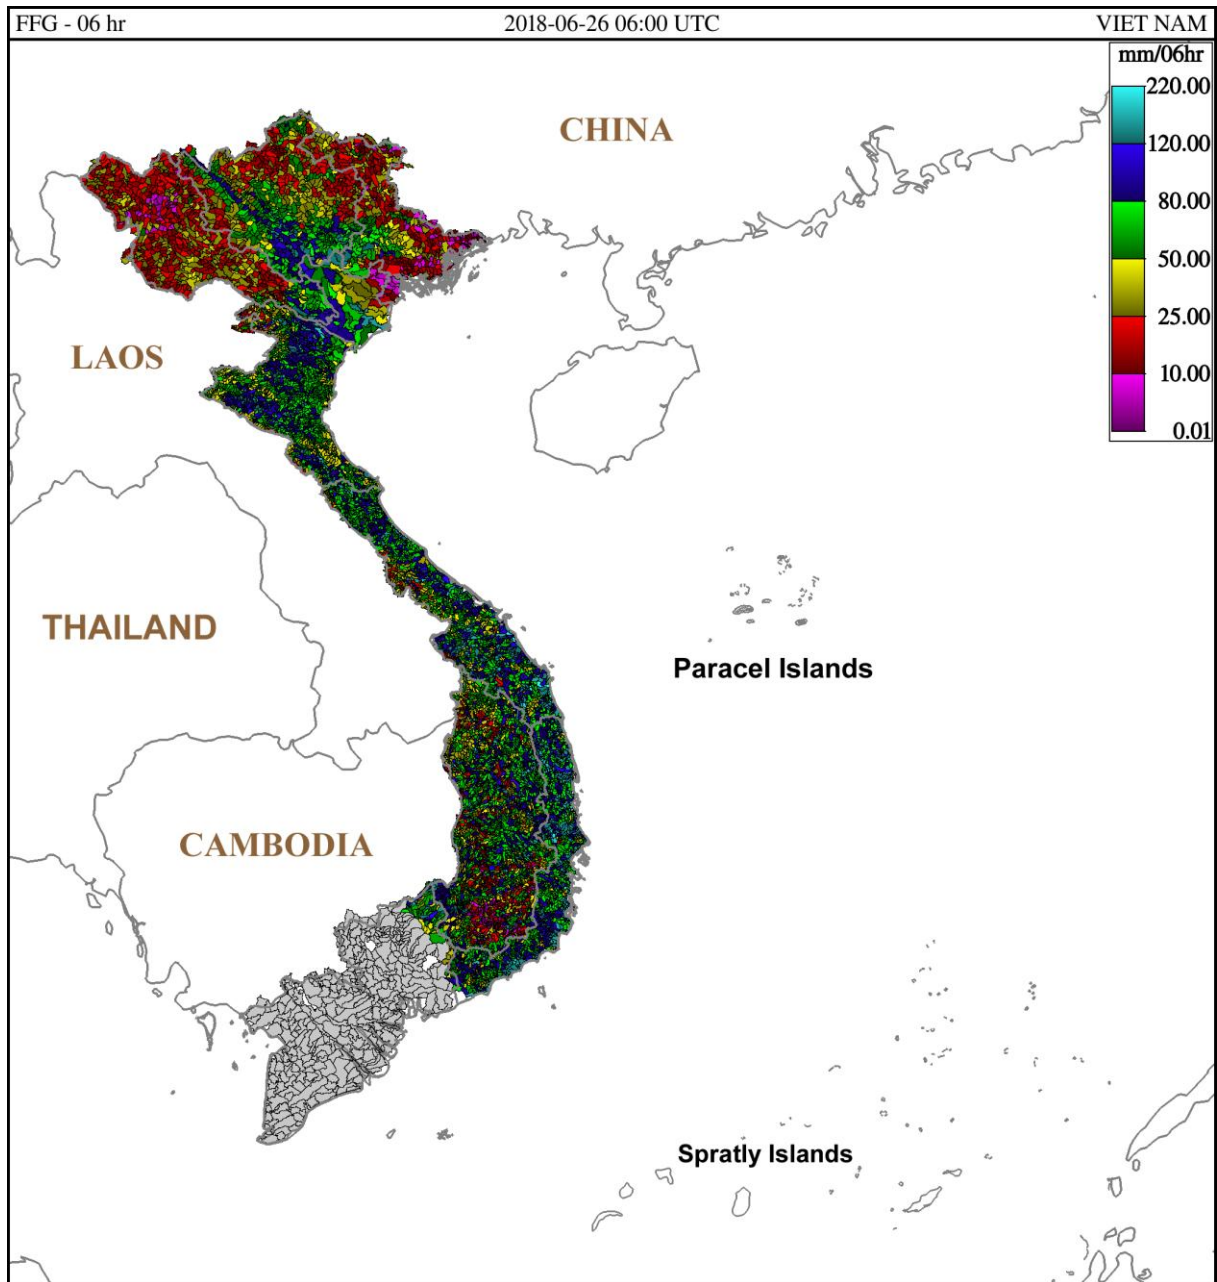 FFG - 06 hr
2018-06-26 06:00 UTC
VIET NAM
mm/06hr
220.00
120.00
80.00
50.00
25.00
10.00
0.01
CHINA
LAOS
THAILAND
Paracel Islands
CAMBODIA
Spratly Islands